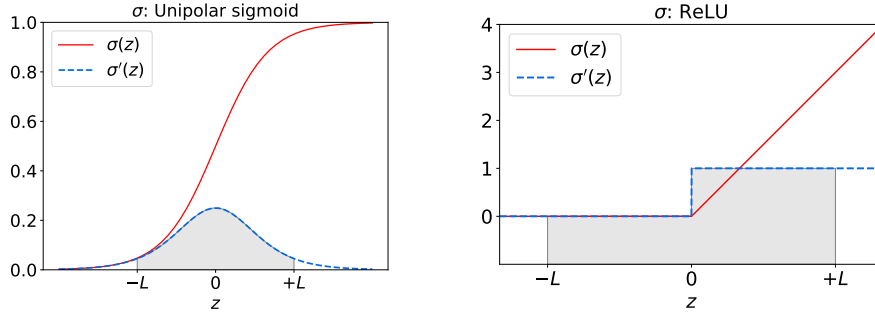 σ: Unipolar sigmoid
1.0
0.8
0.6
0.4
0.2
0.0
σ(z)
σ′(z)
−L
0
+L
z
σ: ReLU
4
3
2
1
0
σ(z)
σ′(z)
−L
0
+L
z